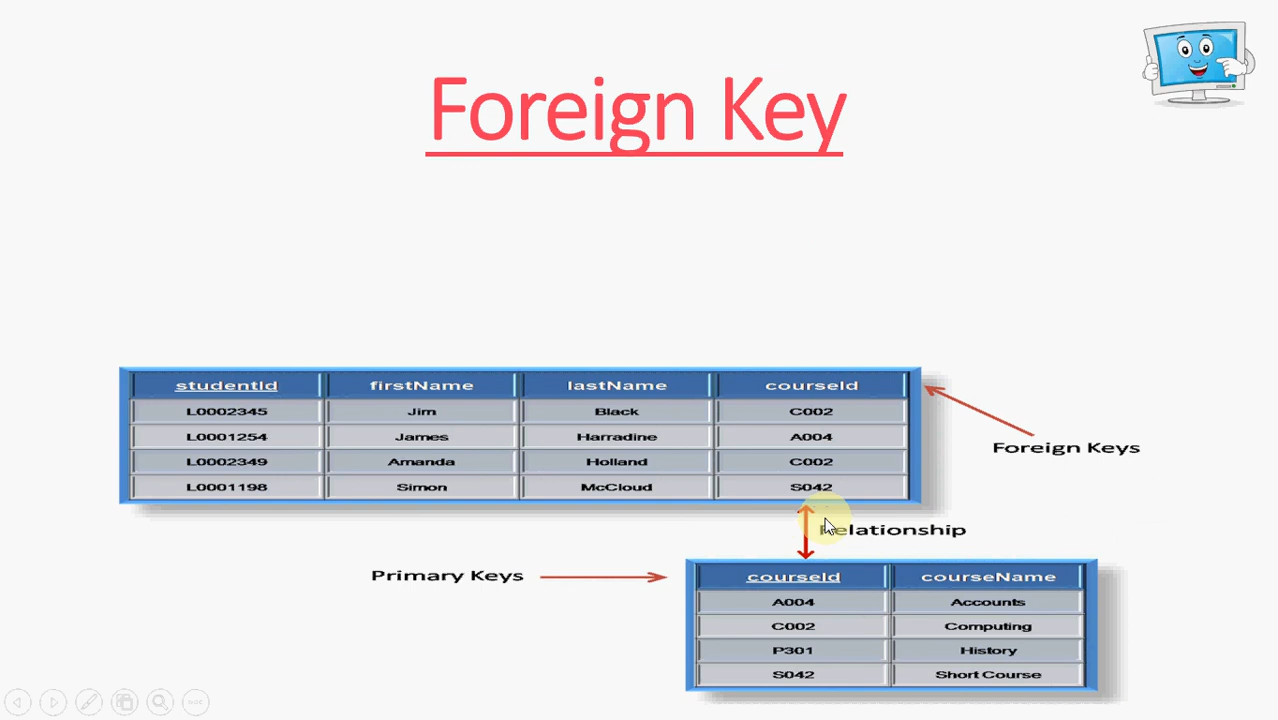 Foreign Key
studentId firstName lastName courseId
L0002345 Jim Black C002
L0001254 James Harradine A004
L0002349 Amanda Holland C002
L0001198 Simon McCloud S042
Foreign Keys
Relationship
Primary Keys
courseId courseName
A004 Accounts
C002 Computing
P301 History
S042 Short Course